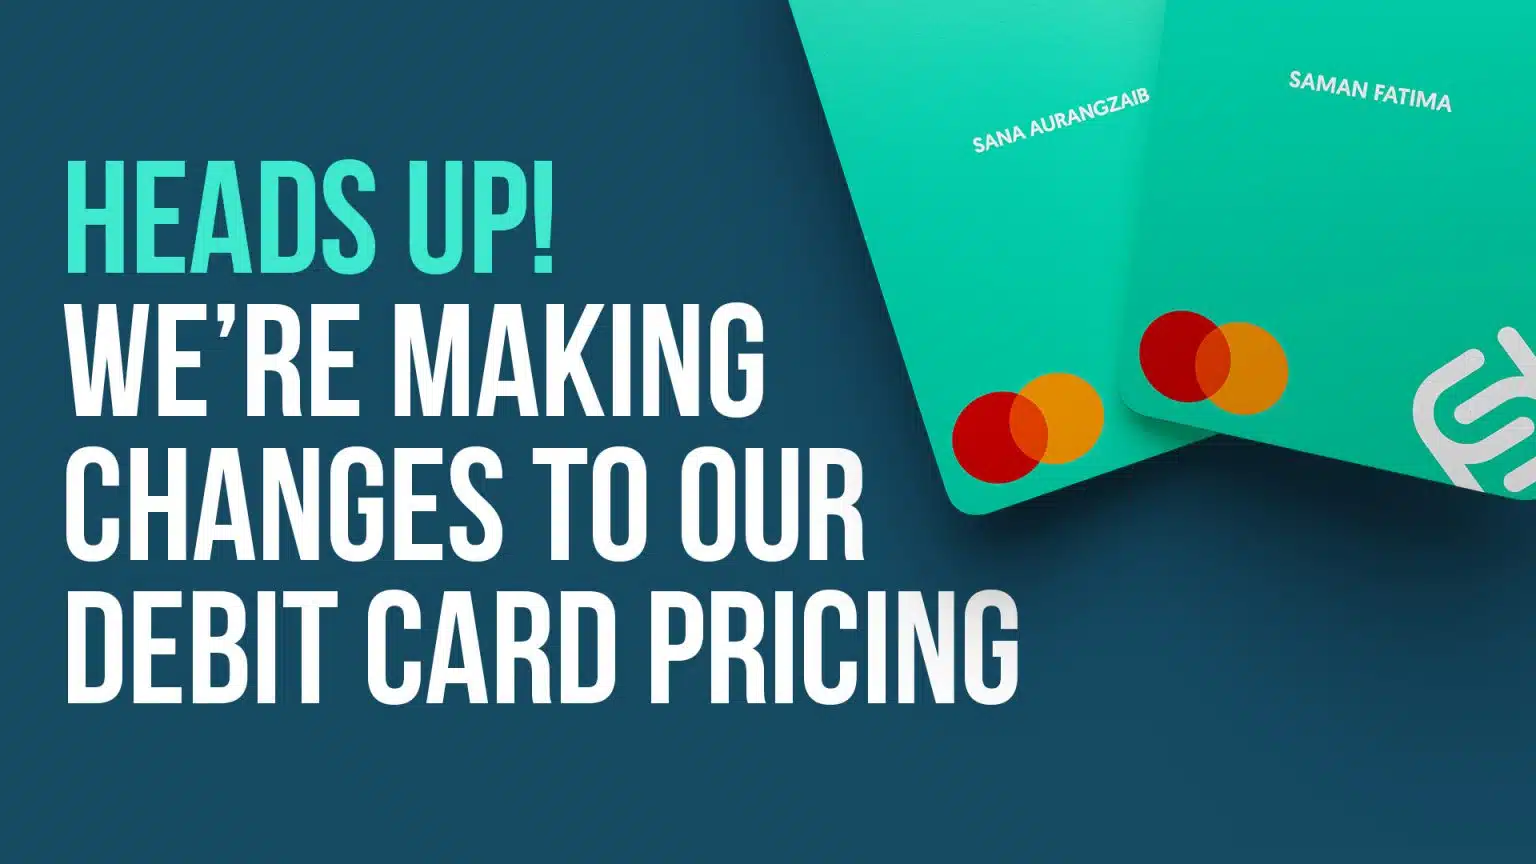 HEADS UP!
WE’RE MAKING
CHANGES TO OUR
DEBIT CARD PRICING
SANA AURANGZAIB
SAMAN FATIMA